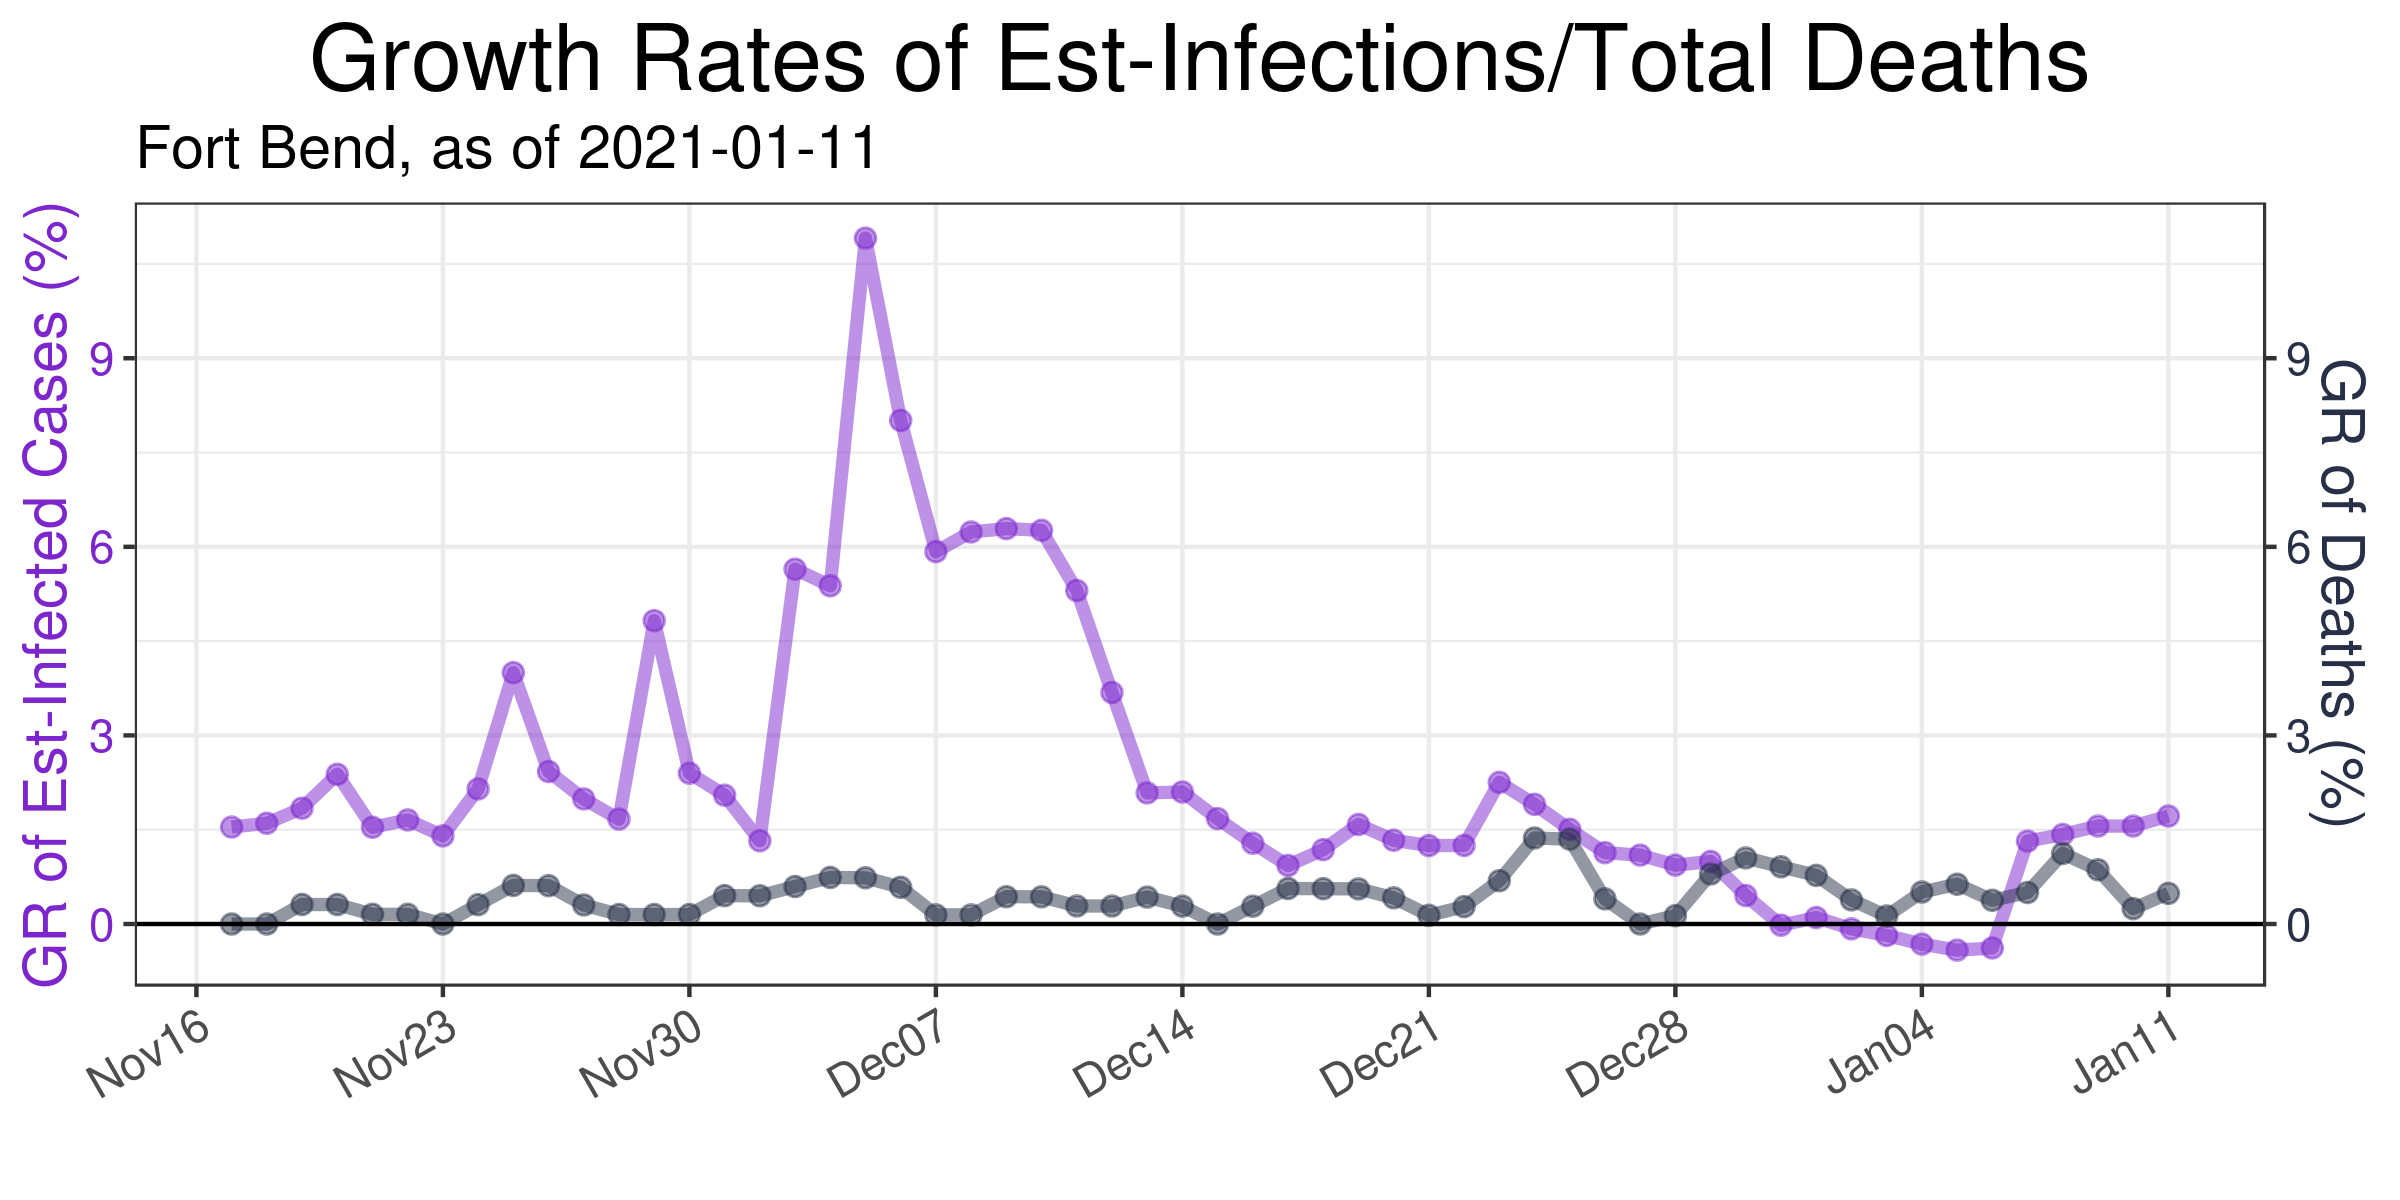 Growth Rates of Est-Infections/Total Deaths
Fort Bend, as of 2021-01-11
GR of Est-Infected Cases (%)
9
6
3
0
9
6
3
0
GR of Deaths (%)
Nov16
Nov23
Nov30
Dec07
Dec14
Dec21
Dec28
Jan04
Jan11